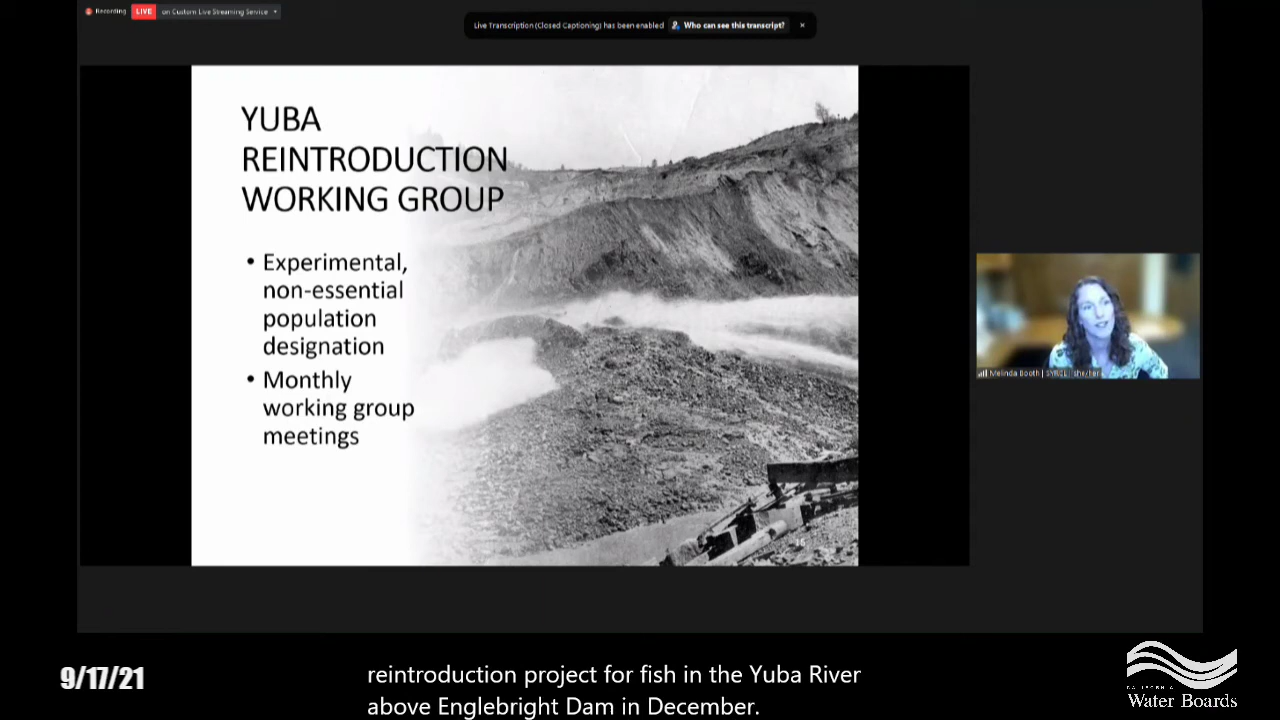 Recording LIVE on Custom Live Streaming Service
Live Transcription (Closed Captioning) has been enabled Who can see this transcript? ×
YUBA
REINTRODUCTION
WORKING GROUP
• Experimental,
non-essential
population
designation
• Monthly
working group
meetings
16
Melinda Booth | SYRCL
9/17/21
reintroduction project for fish in the Yuba River
above Englebright Dam in December.
CALIFORNIA
Water Boards